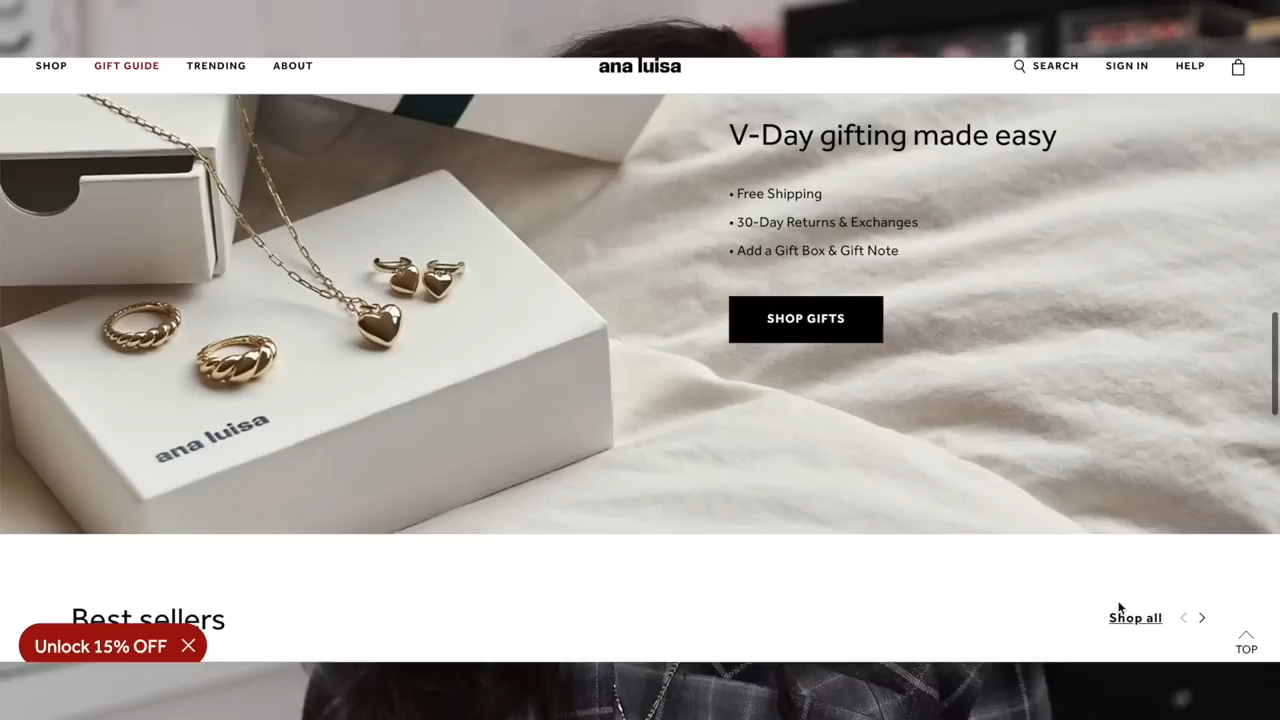 SHOP GIFT GUIDE TRENDING ABOUT ana luisa SEARCH SIGN IN HELP
V-Day gifting made easy
• Free Shipping
• 30-Day Returns & Exchanges
• Add a Gift Box & Gift Note
SHOP GIFTS
ana luisa
Best sellers
Shop all
Unlock 15% OFF
TOP